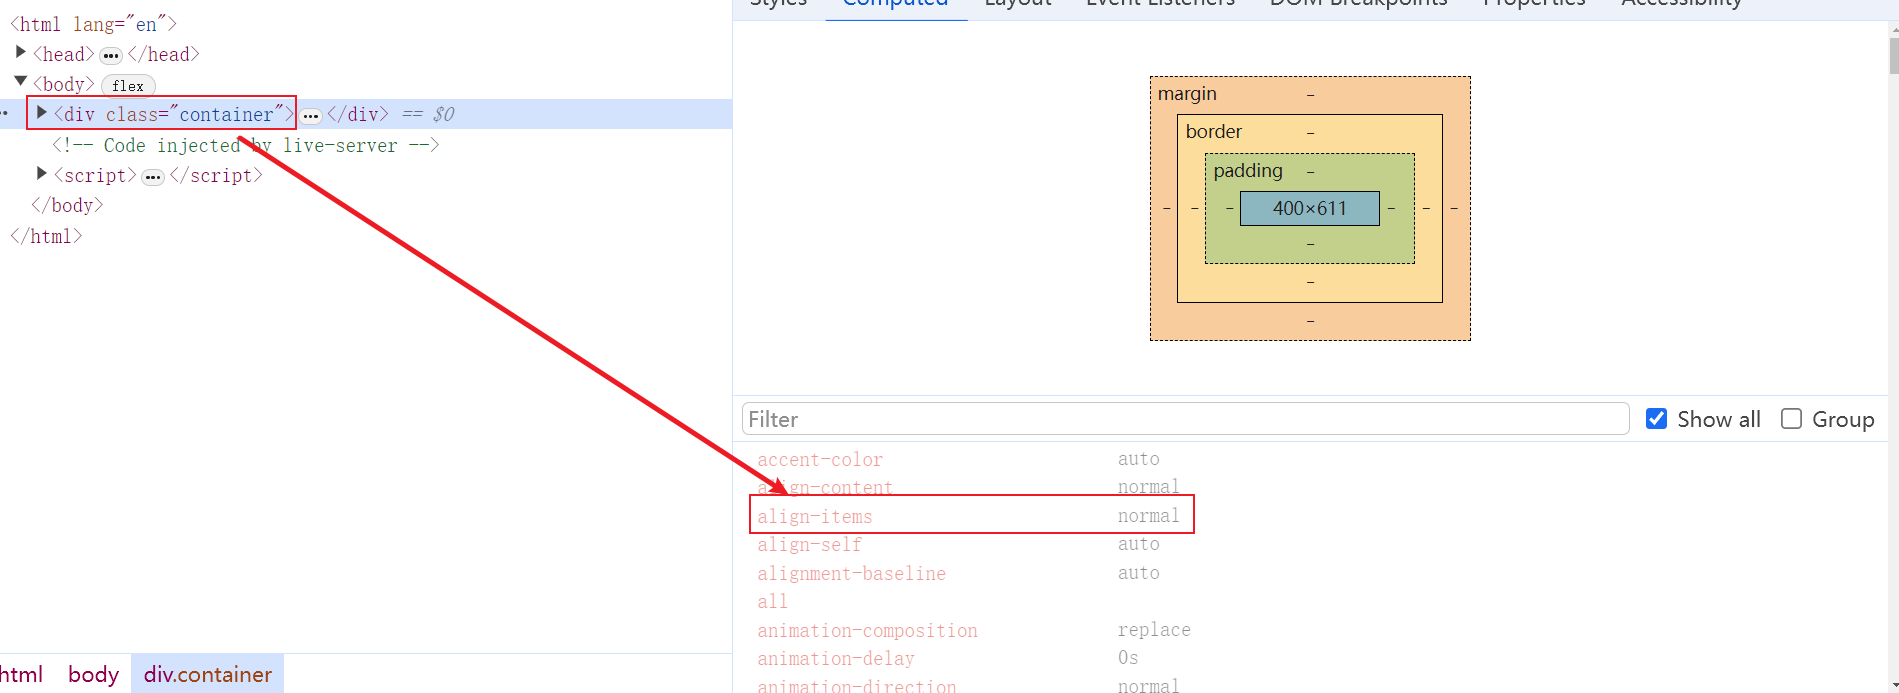 <html lang="en">
<head> ••• </head>
<body> flex
<div class="container"> ••• </div> == $0
<!-- Code injected by live-server -->
<script> ••• </script>
</body>
</html>
html body div.container
Styles Computed Layout Event Listeners DOM Breakpoints Properties Accessibility
margin –
border –
padding –
– – – 400×611 – – –
–
–
–
Filter Show all Group
accent-color auto
align-content normal
align-items normal
align-self auto
alignment-baseline auto
all
animation-composition replace
animation-delay 0s
animation-direction normal